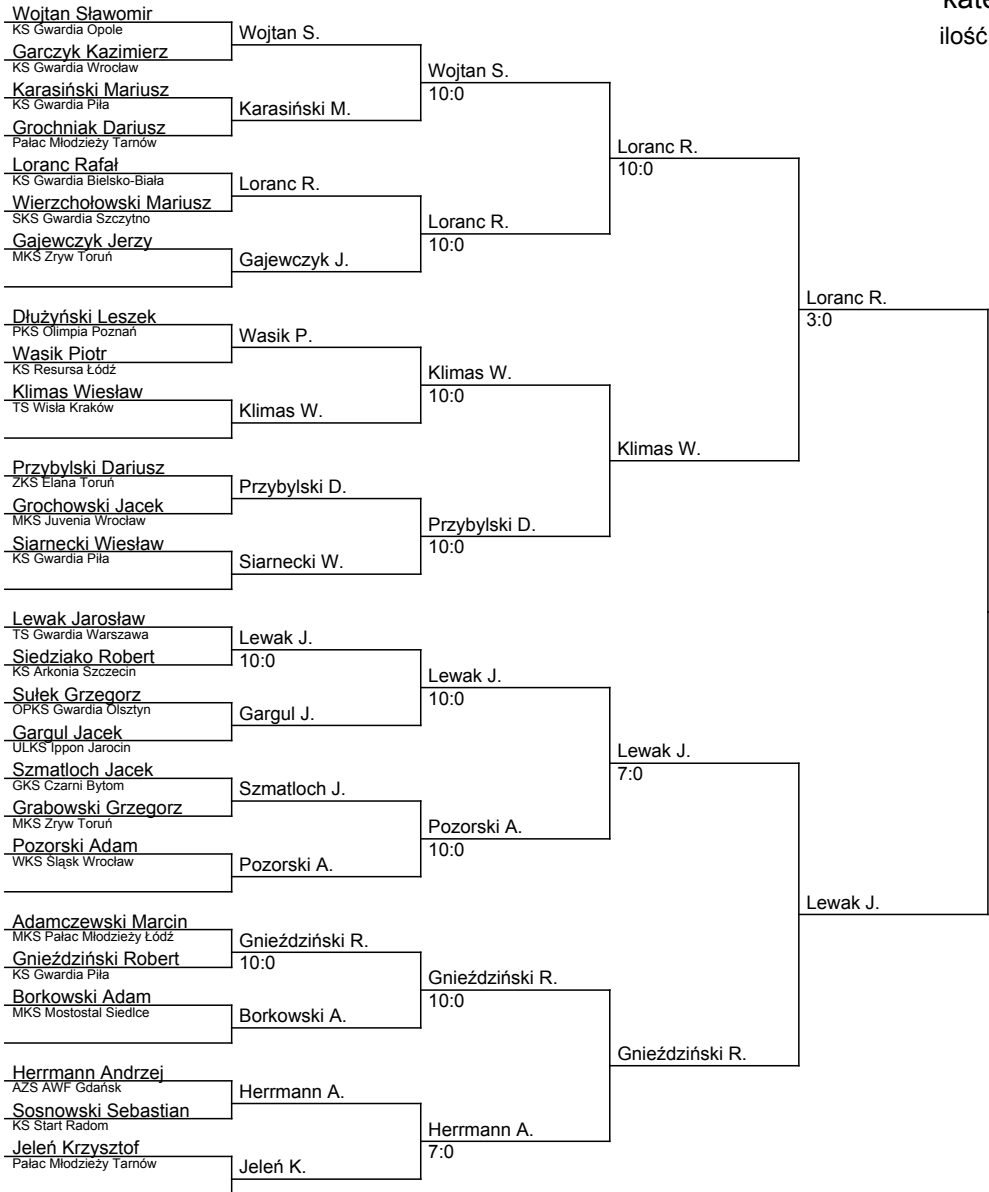 Wojtan Sławomir
KS Gwardia Opole
Garczyk Kazimierz
KS Gwardia Wrocław
Karasiński Mariusz
KS Gwardia Piła
Grochniak Dariusz
Pałac Młodzieży Tarnów
Loranc Rafał
KS Gwardia Bielsko-Biała
Wierzchołowski Mariusz
SKS Gwardia Szczytno
Gajewczyk Jerzy
MKS Zryw Toruń
Dłużyński Leszek
PKS Olimpia Poznań
Wasik Piotr
KS Resursa Łódź
Klimas Wiesław
TS Wisła Kraków
Przybylski Dariusz
ZKS Elana Toruń
Grochowski Jacek
MKS Juvenia Wrocław
Siarnecki Wiesław
KS Gwardia Piła
Lewak Jarosław
TS Gwardia Warszawa
Siedziako Robert
KS Arkonia Szczecin
Sułek Grzegorz
OPKS Gwardia Olsztyn
Gargul Jacek
ULKS Ippon Jarocin
Szmatloch Jacek
GKS Czarni Bytom
Grabowski Grzegorz
MKS Zryw Toruń
Pozorski Adam
WKS Śląsk Wrocław
Adamczewski Marcin
MKS Pałac Młodzieży Łódź
Gnieździński Robert
KS Gwardia Piła
Borkowski Adam
MKS Mostostal Siedlce
Herrmann Andrzej
AZS AWF Gdańsk
Sosnowski Sebastian
KS Start Radom
Jeleń Krzysztof
Pałac Młodzieży Tarnów
Wojtan S.
Karasiński M.
Loranc R.
Gajewczyk J.
Wasik P.
Klimas W.
Przybylski D.
Siarnecki W.
Lewak J.
10:0
Gargul J.
Szmatloch J.
Pozorski A.
Gnieździński R.
10:0
Borkowski A.
Herrmann A.
Jeleń K.
Wojtan S.
10:0
Loranc R.
10:0
Klimas W.
10:0
Przybylski D.
10:0
Lewak J.
10:0
Pozorski A.
10:0
Gnieździński R.
10:0
Herrmann A.
7:0
Loranc R.
10:0
Klimas W.
Lewak J.
7:0
Gnieździński R.
Loranc R.
3:0
Lewak J.
ilość